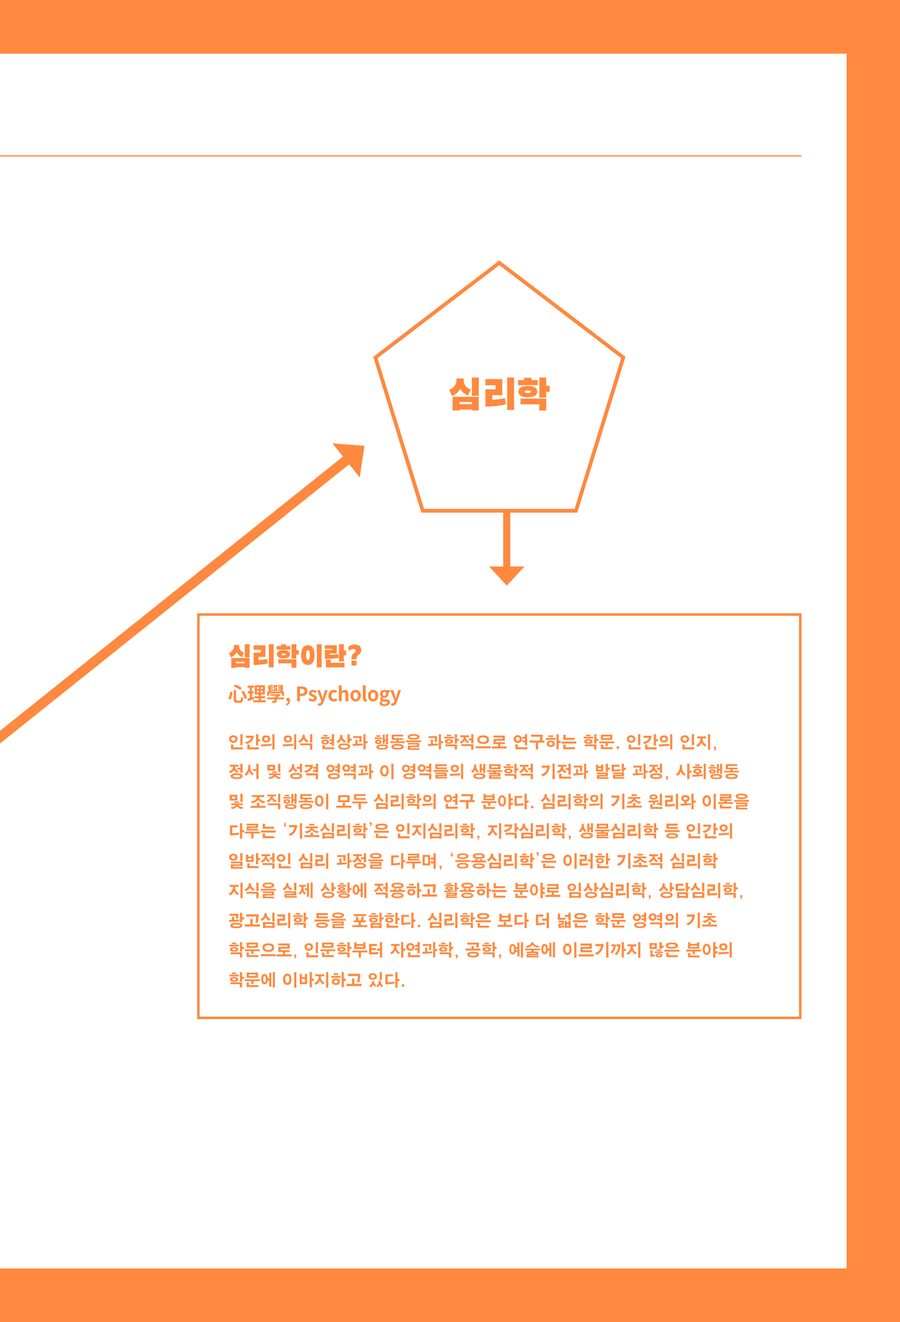 심리학
심리학이란?
心理學, Psychology
인간의 의식 현상과 행동을 과학적으로 연구하는 학문. 인간의 인지,
정서 및 성격 영역과 이 영역들의 생물학적 기전과 발달 과정, 사회행동
및 조직행동이 모두 심리학의 연구 분야다. 심리학의 기초 원리와 이론을
다루는 ‘기초심리학’은 인지심리학, 지각심리학, 생물심리학 등 인간의
일반적인 심리 과정을 다루며, ‘응용심리학’은 이러한 기초적 심리학
지식을 실제 상황에 적용하고 활용하는 분야로 임상심리학, 상담심리학,
광고심리학 등을 포함한다. 심리학은 보다 더 넓은 학문 영역의 기초
학문으로, 인문학부터 자연과학, 공학, 예술에 이르기까지 많은 분야의
학문에 이바지하고 있다.